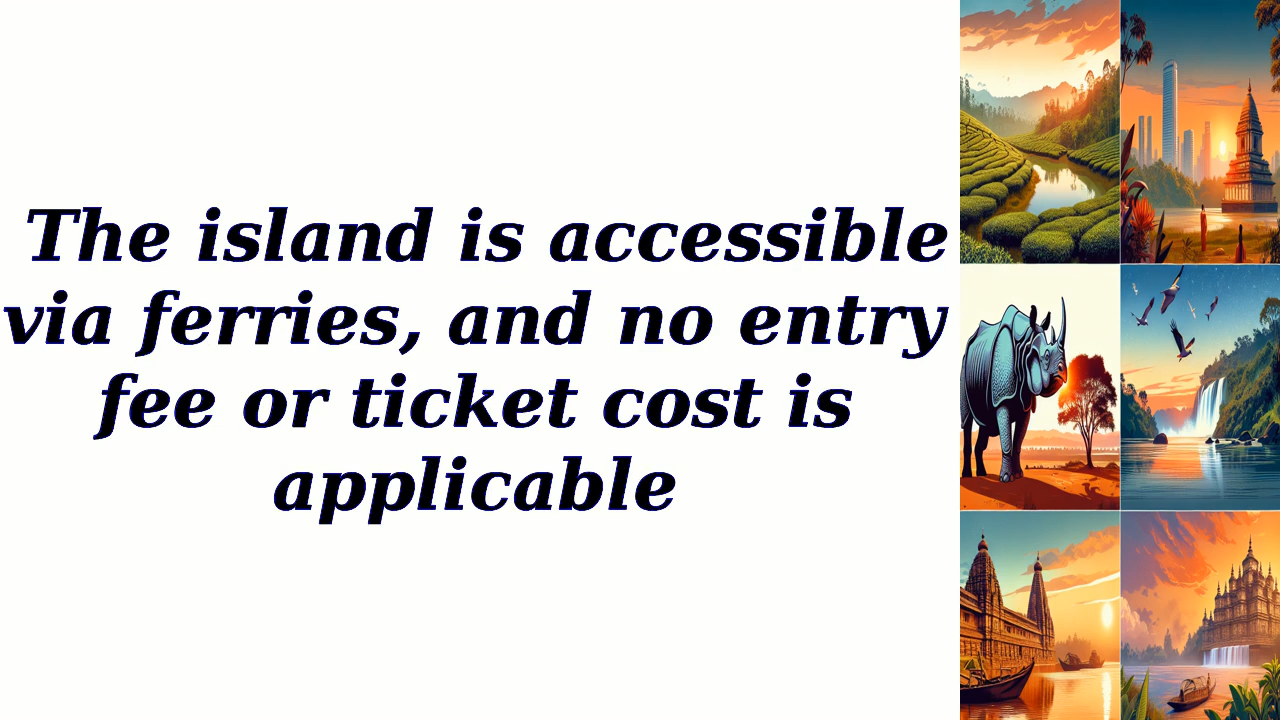 The island is accessible
via ferries, and no entry
fee or ticket cost is
applicable